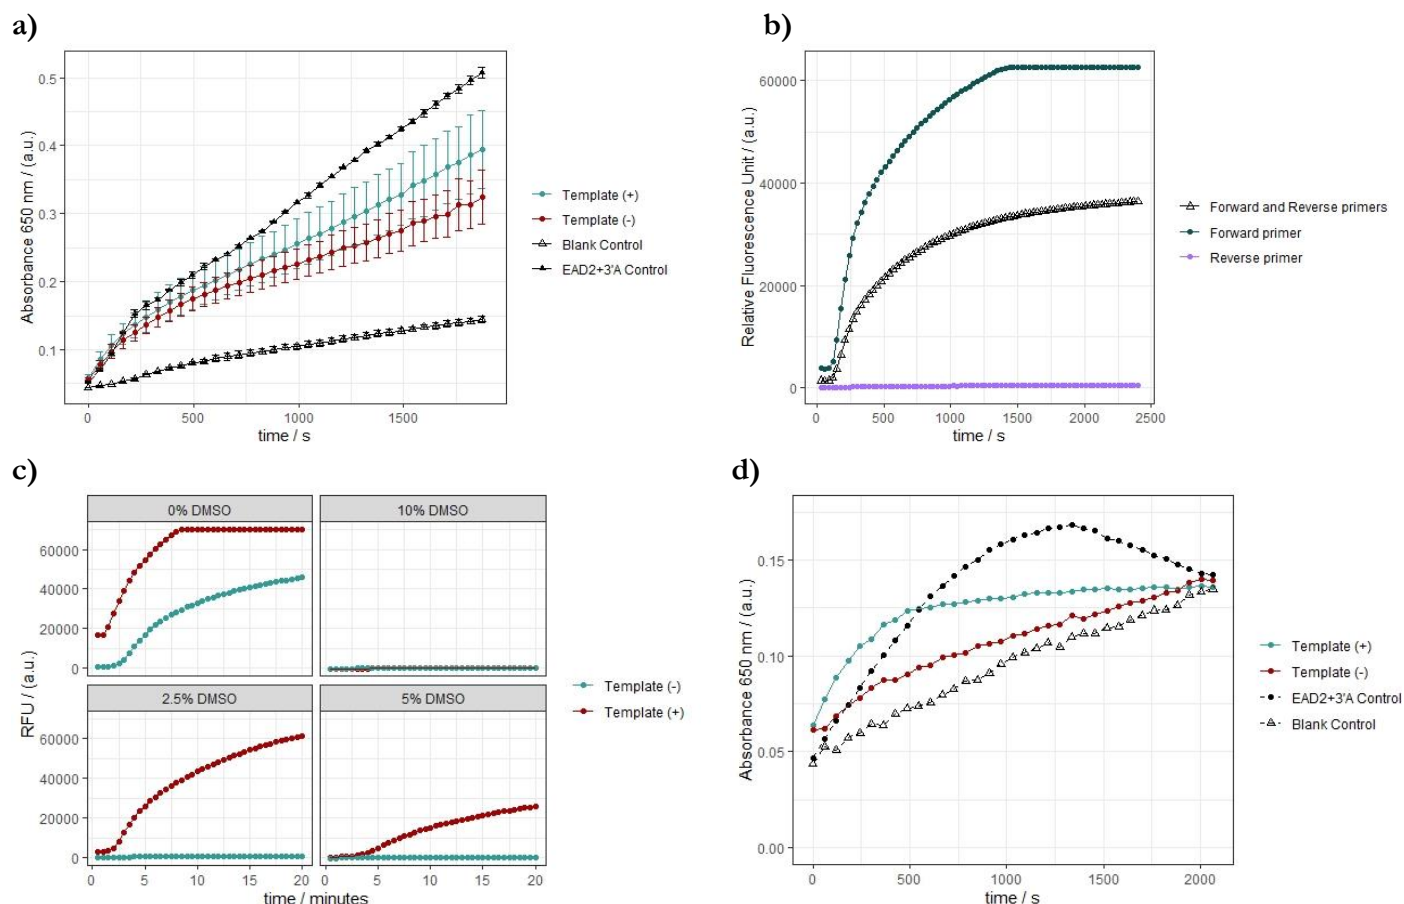 a)
Absorbance 650 nm / (a.u.)
0.5
0.4
0.3
0.2
0.1
0 500 1000 1500
time / s
Template (+)
Template (-)
Blank Control
EAD2+3'A Control
b)
Relative Fluorescence Unit / (a.u.)
60000
40000
20000
0
0 500 1000 1500 2000 2500
time / s
Forward and Reverse primers
Forward primer
Reverse primer
c)
RFU / (a.u.)
0% DMSO 10% DMSO
60000
40000
20000
0
2.5% DMSO 5% DMSO
60000
40000
20000
0
0 5 10 15 20 0 5 10 15 20
time / minutes
Template (-)
Template (+)
d)
Absorbance 650 nm / (a.u.)
0.15
0.10
0.05
0.00
0 500 1000 1500 2000
time / s
Template (+)
Template (-)
EAD2+3'A Control
Blank Control